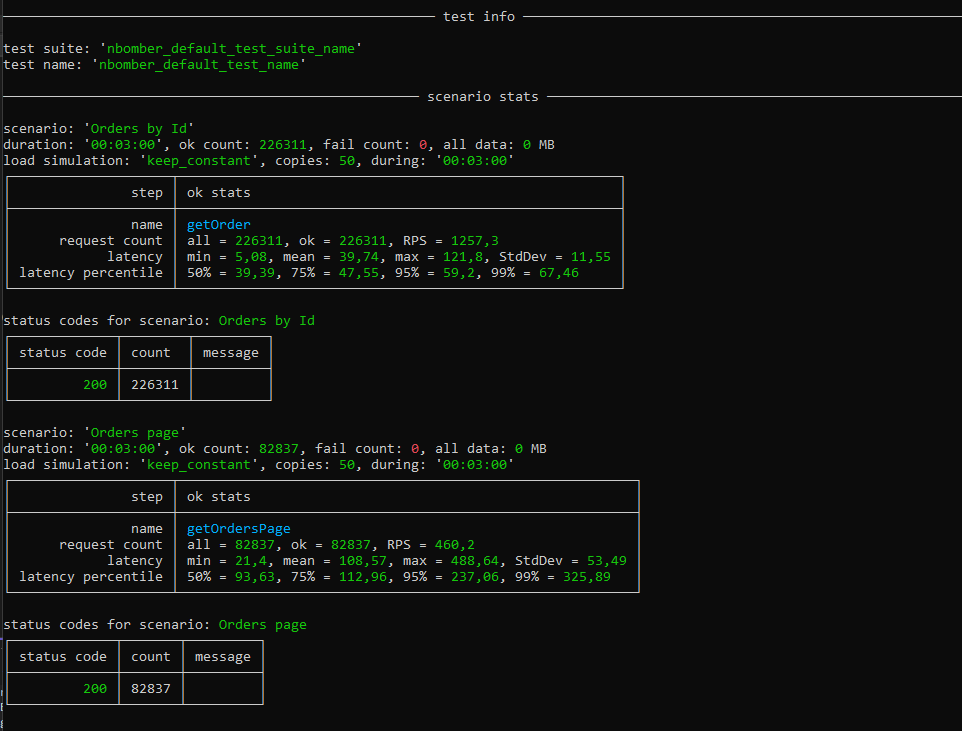 test info
test suite: 'nbomber_default_test_suite_name'
test name: 'nbomber_default_test_name'
scenario stats
scenario: 'Orders by Id'
duration: '00:03:00', ok count: 226311, fail count: 0, all data: 0 MB
load simulation: 'keep_constant', copies: 50, during: '00:03:00'
step ok stats
name getOrder
request count all = 226311, ok = 226311, RPS = 1257,3
latency min = 5,08, mean = 39,74, max = 121,8, StdDev = 11,55
latency percentile 50% = 39,39, 75% = 47,55, 95% = 59,2, 99% = 67,46
status codes for scenario: Orders by Id
status code count message
200 226311
scenario: 'Orders page'
duration: '00:03:00', ok count: 82837, fail count: 0, all data: 0 MB
load simulation: 'keep_constant', copies: 50, during: '00:03:00'
step ok stats
name getOrdersPage
request count all = 82837, ok = 82837, RPS = 460,2
latency min = 21,4, mean = 108,57, max = 488,64, StdDev = 53,49
latency percentile 50% = 93,63, 75% = 112,96, 95% = 237,06, 99% = 325,89
status codes for scenario: Orders page
status code count message
200 82837